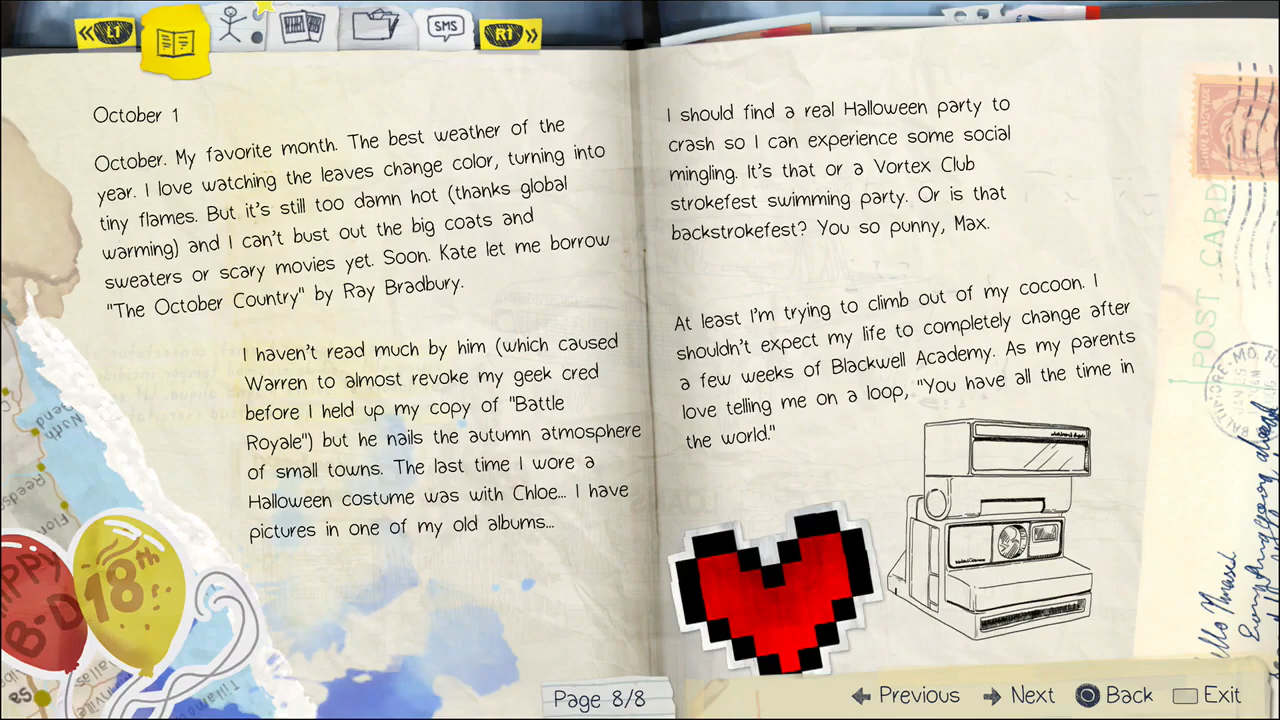 L1
SMS
R1
October 1
October. My favorite month. The best weather of the
year. I love watching the leaves change color, turning into
tiny flames. But it's still too damn hot (thanks global
warming) and I can't bust out the big coats and
sweaters or scary movies yet. Soon. Kate let me borrow
"The October Country" by Ray Bradbury.
I haven't read much by him (which caused
Warren to almost revoke my geek cred
before I held up my copy of "Battle
Royale") but he nails the autumn atmosphere
of small towns. The last time I wore a
Halloween costume was with Chloe... I have
pictures in one of my old albums...
HAPPY
B-D
18th
North
Bend
I should find a real Halloween party to
crash so I can experience some social
mingling. It's that or a Vortex Club
strokefest swimming party. Or is that
backstrokefest? You so punny, Max.
At least I'm trying to climb out of my cocoon. I
shouldn't expect my life to completely change after
a few weeks of Blackwell Academy. As my parents
love telling me on a loop, "You have all the time in
the world."
POST CARD
Page 8/8
Previous
Next
Back
Exit